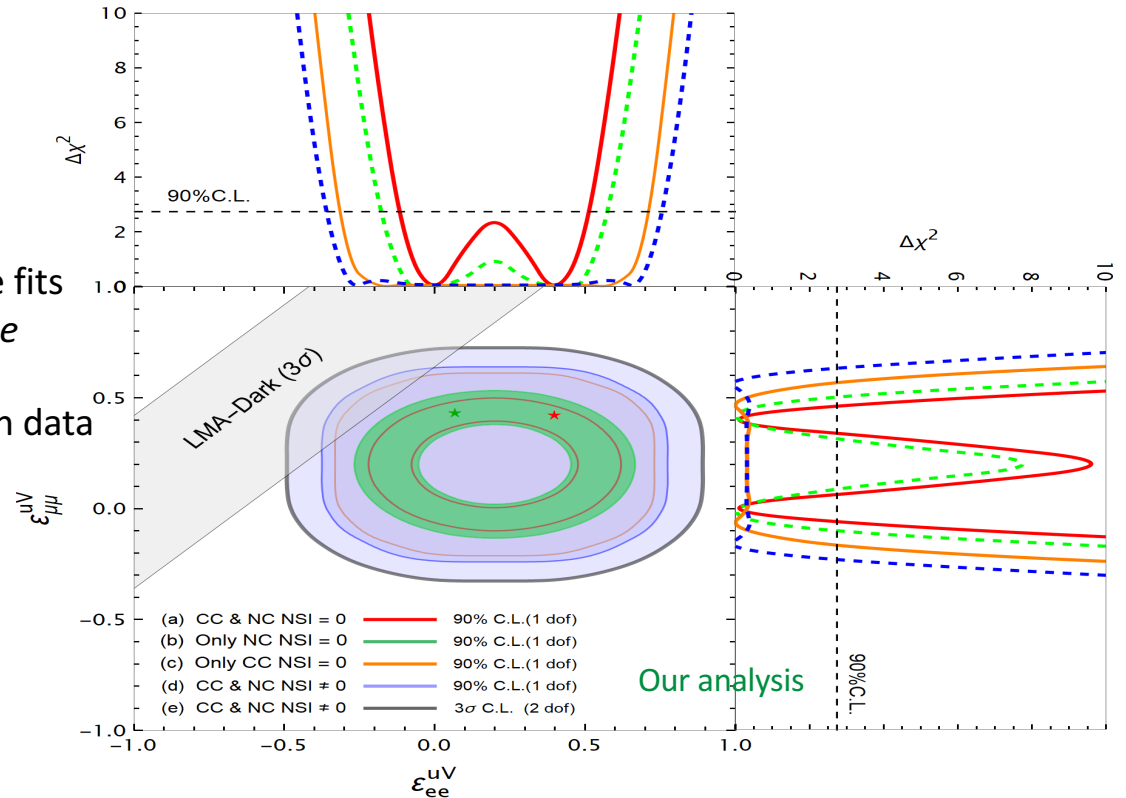 10
8
6
4
2
1.0
Δχ²
90%C.L.
e fits
e
n data
Δχ²
0 2 4 6 8 10
LMA−Dark (3σ)
0.5
0.0
−0.5
−1.0
ε^{uV}_{μμ}
90%C.L.
(a) CC & NC NSI = 0 90% C.L.(1 dof)
(b) Only NC NSI = 0 90% C.L.(1 dof)
(c) Only CC NSI = 0 90% C.L.(1 dof)
(d) CC & NC NSI ≠ 0 90% C.L.(1 dof)
(e) CC & NC NSI ≠ 0 3σ C.L. (2 dof)
Our analysis
−1.0 −0.5 0.0 0.5 1.0
ε^{uV}_{ee}